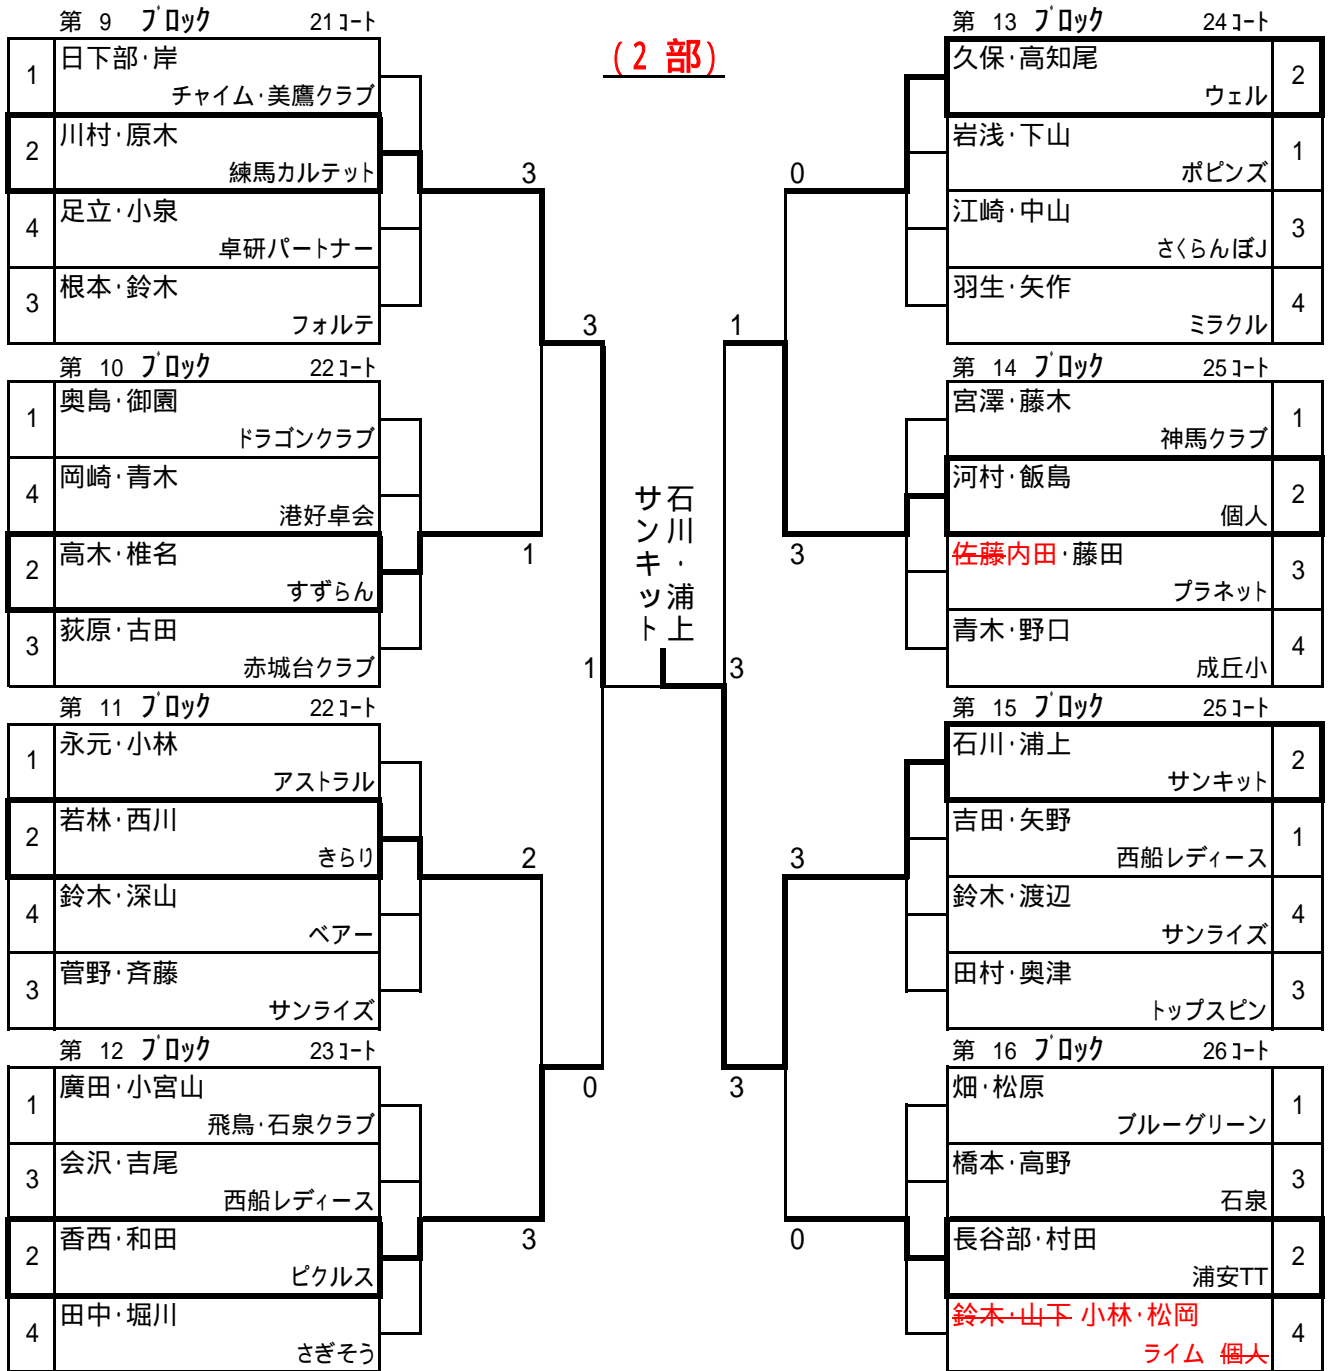 (2 部)
第 9 ブロック 21コート
1 日下部・岸
チャイム・美鷹クラブ
2 川村・原木
練馬カルテット
4 足立・小泉
卓研パートナー
3 根本・鈴木
フォルテ
第 10 ブロック 22コート
1 奥島・御園
ドラゴンクラブ
4 岡崎・青木
港好卓会
2 高木・椎名
すずらん
3 荻原・古田
赤城台クラブ
第 11 ブロック 22コート
1 永元・小林
アストラル
2 若林・西川
きらり
4 鈴木・深山
ベアー
3 菅野・斉藤
サンライズ
第 12 ブロック 23コート
1 廣田・小宮山
飛鳥・石泉クラブ
3 会沢・吉尾
西船レディース
2 香西・和田
ピクルス
4 田中・堀川
さぎそう
3
3
1
1
2
0
3
石川・浦上
サンキット
0
1
3
3
3
3
0
第 13 ブロック 24コート
久保・高知尾 2
ウェル
岩浅・下山 1
ポピンズ
江崎・中山 3
さくらんぼJ
羽生・矢作 4
ミラクル
第 14 ブロック 25コート
宮澤・藤木 1
神馬クラブ
河村・飯島 2
個人
佐藤内田・藤田 3
プラネット
青木・野口 4
成丘小
第 15 ブロック 25コート
石川・浦上 2
サンキット
吉田・矢野 1
西船レディース
鈴木・渡辺 4
サンライズ
田村・奥津 3
トップスピン
第 16 ブロック 26コート
畑・松原 1
ブルーグリーン
橋本・高野 3
石泉
長谷部・村田 2
浦安TT
鈴木・山下 小林・松岡 4
ライム 個人